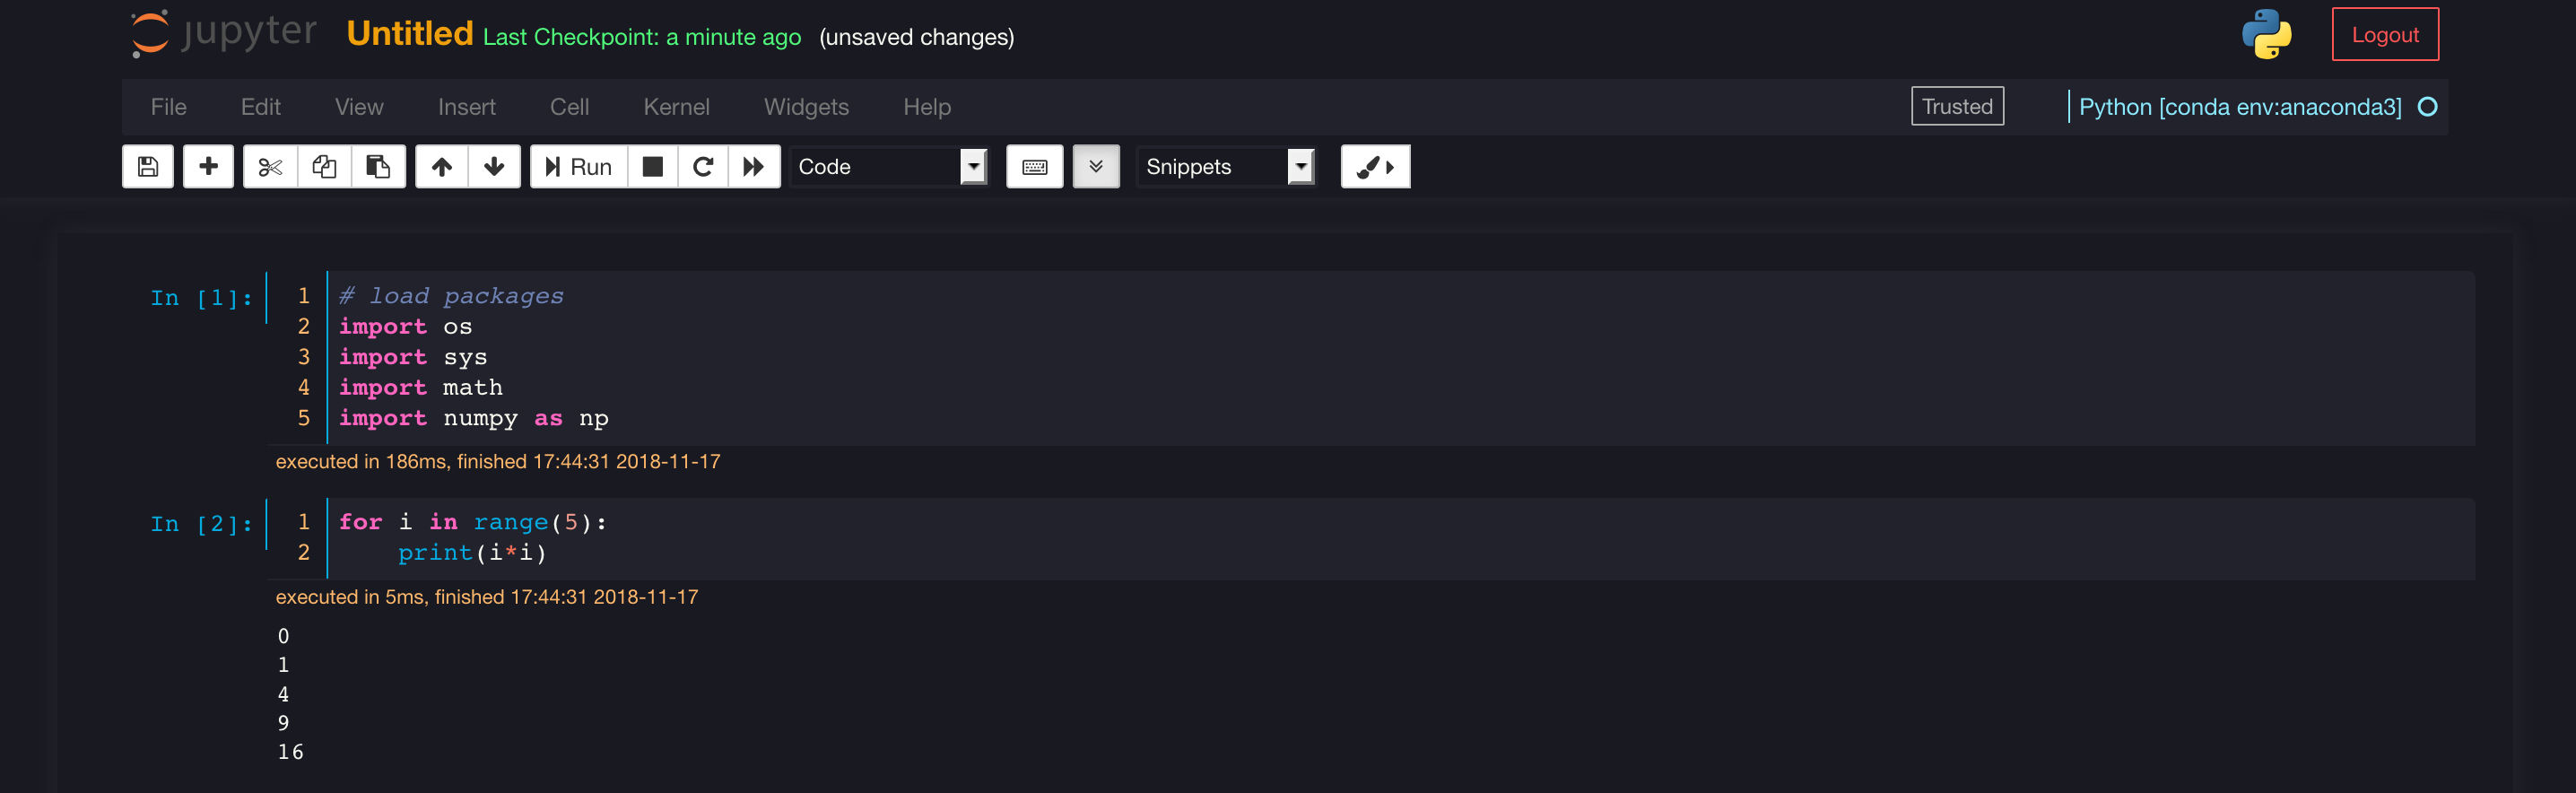 jupyter Untitled Last Checkpoint: a minute ago (unsaved changes) Logout
File Edit View Insert Cell Kernel Widgets Help Trusted Python [conda env:anaconda3]
Run Code Snippets
In [1]:
1 # load packages
2 import os
3 import sys
4 import math
5 import numpy as np
executed in 186ms, finished 17:44:31 2018-11-17
In [2]:
1 for i in range(5):
2     print(i*i)
executed in 5ms, finished 17:44:31 2018-11-17
0
1
4
9
16